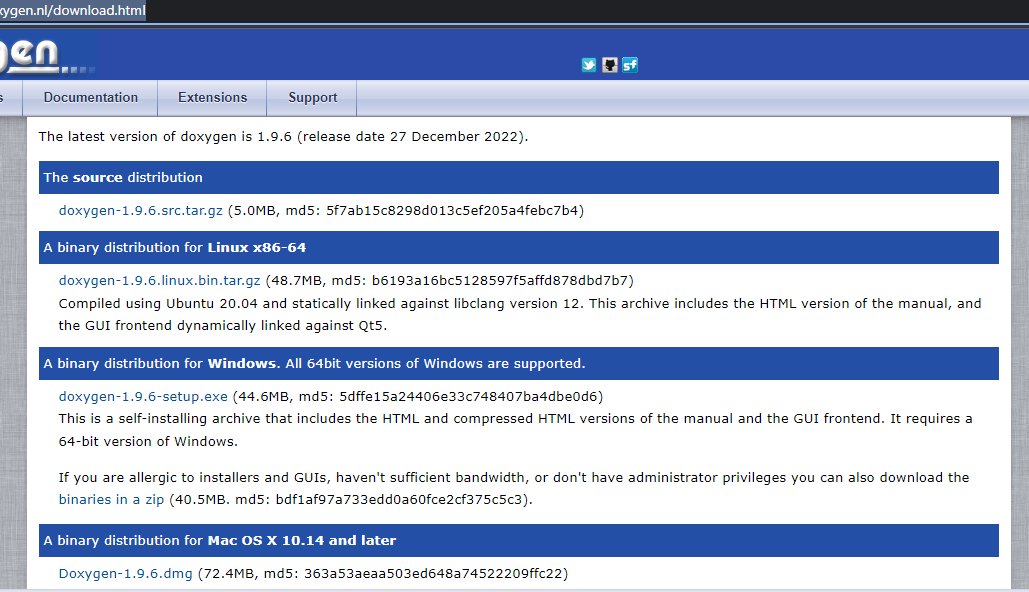 xygen.nl/download.html
gen
s Documentation Extensions Support
The latest version of doxygen is 1.9.6 (release date 27 December 2022).
The source distribution
doxygen-1.9.6.src.tar.gz (5.0MB, md5: 5f7ab15c8298d013c5ef205a4febc7b4)
A binary distribution for Linux x86-64
doxygen-1.9.6.linux.bin.tar.gz (48.7MB, md5: b6193a16bc5128597f5affd878dbd7b7)
Compiled using Ubuntu 20.04 and statically linked against libclang version 12. This archive includes the HTML version of the manual, and
the GUI frontend dynamically linked against Qt5.
A binary distribution for Windows. All 64bit versions of Windows are supported.
doxygen-1.9.6-setup.exe (44.6MB, md5: 5dffe15a24406e33c748407ba4dbe0d6)
This is a self-installing archive that includes the HTML and compressed HTML versions of the manual and the GUI frontend. It requires a
64-bit version of Windows.
If you are allergic to installers and GUIs, haven't sufficient bandwidth, or don't have administrator privileges you can also download the
binaries in a zip (40.5MB. md5: bdf1af97a733edd0a60fce2cf375c5c3).
A binary distribution for Mac OS X 10.14 and later
Doxygen-1.9.6.dmg (72.4MB, md5: 363a53aeaa503ed648a74522209ffc22)